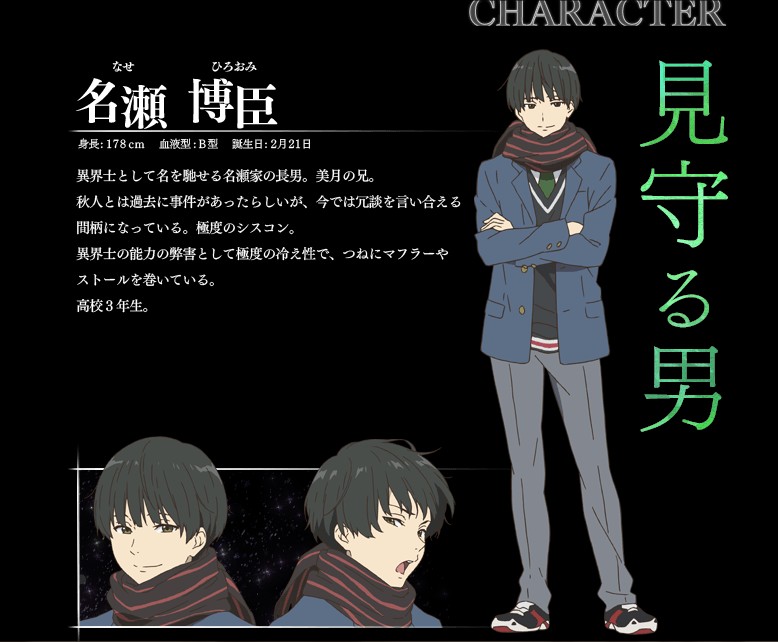 CHARACTER
なせ ひろおみ
名瀬 博臣
身長:178cm 血液型:B型 誕生日:2月21日
異界士として名を馳せる名瀬家の長男。美月の兄。
秋人とは過去に事件があったらしいが、今では冗談を言い合える
間柄になっている。極度のシスコン。
異界士の能力の弊害として極度の冷え性で、つねにマフラーや
ストールを巻いている。
高校3年生。
見守る男